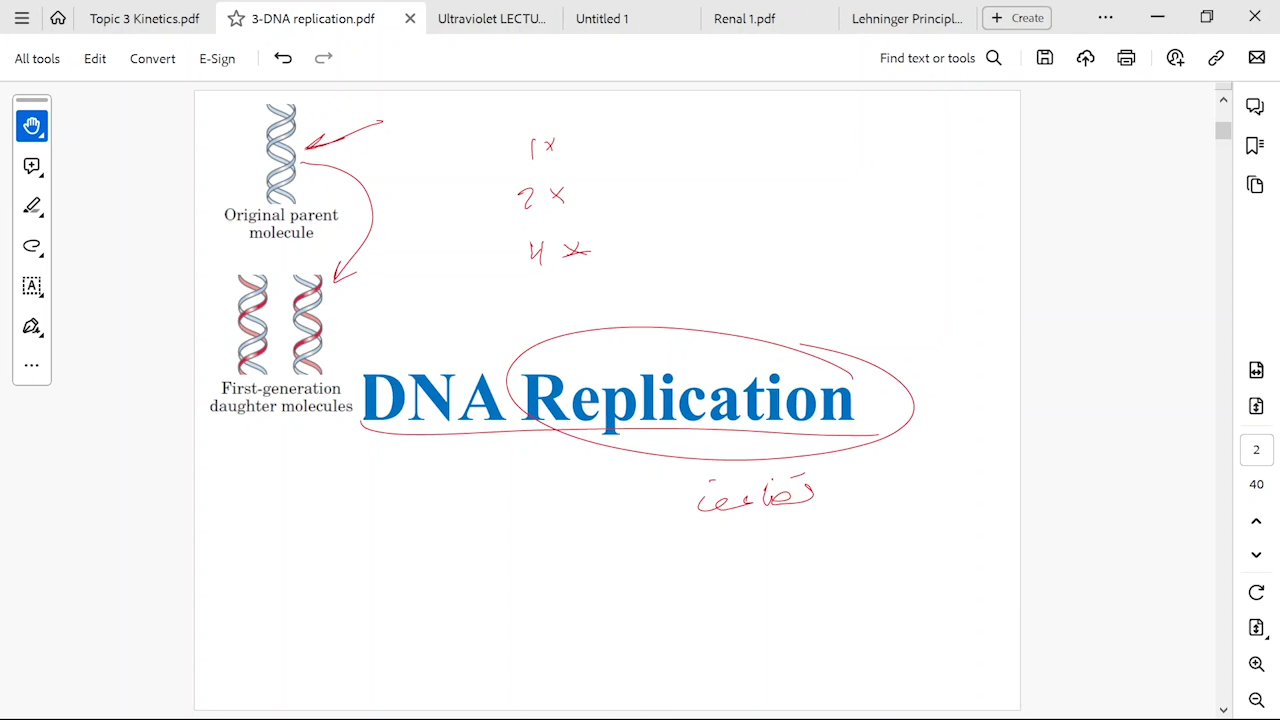 Topic 3 Kinetics.pdf
3-DNA replication.pdf
Ultraviolet LECTU...
Untitled 1
Renal 1.pdf
Lehninger Principl...
+ Create
All tools
Edit
Convert
E-Sign
Find text or tools
Original parent
molecule
1x
2x
4x
First-generation
daughter molecules
DNA Replication
تضاعف
2
40